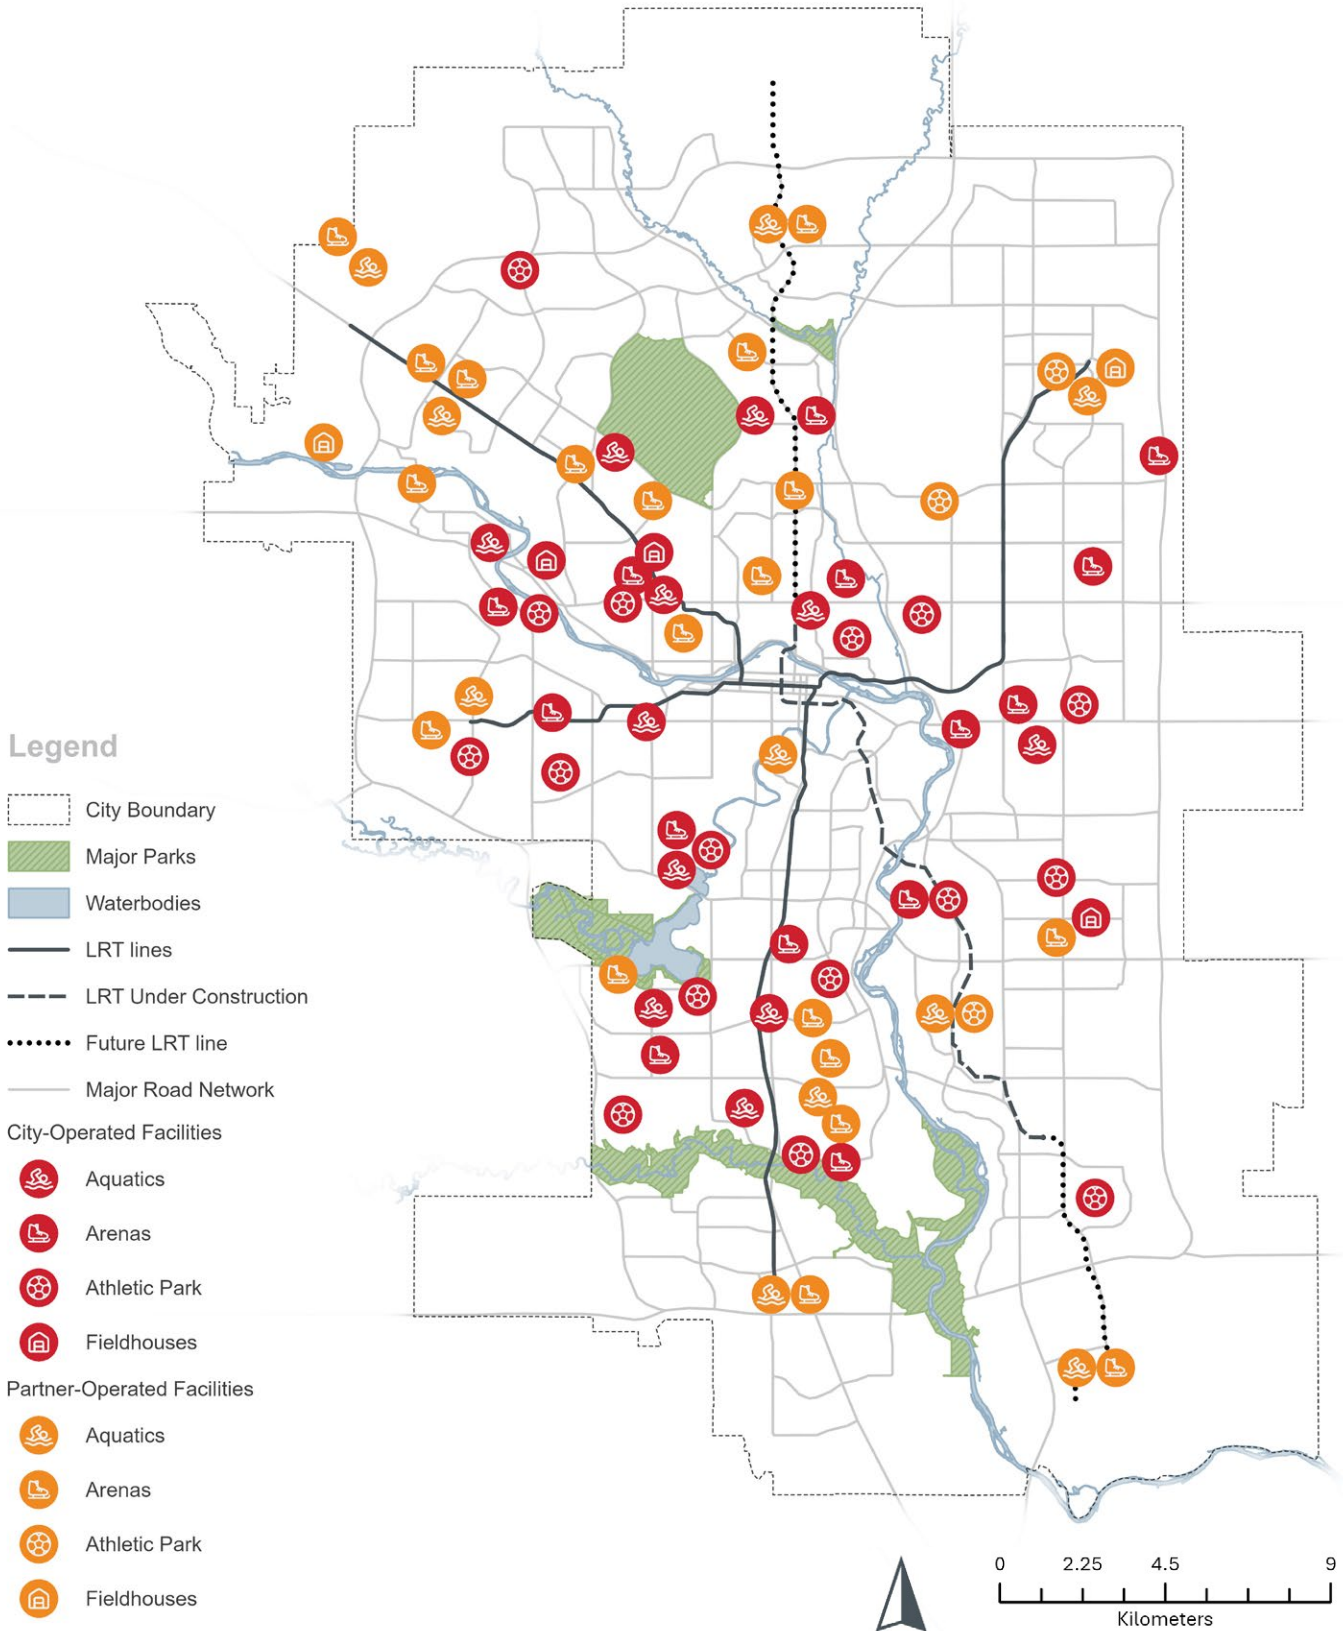 Legend
City Boundary
Major Parks
Waterbodies
LRT lines
LRT Under Construction
Future LRT line
Major Road Network
City-Operated Facilities
Aquatics
Arenas
Athletic Park
Fieldhouses
Partner-Operated Facilities
Aquatics
Arenas
Athletic Park
Fieldhouses
0 2.25 4.5 9
Kilometers